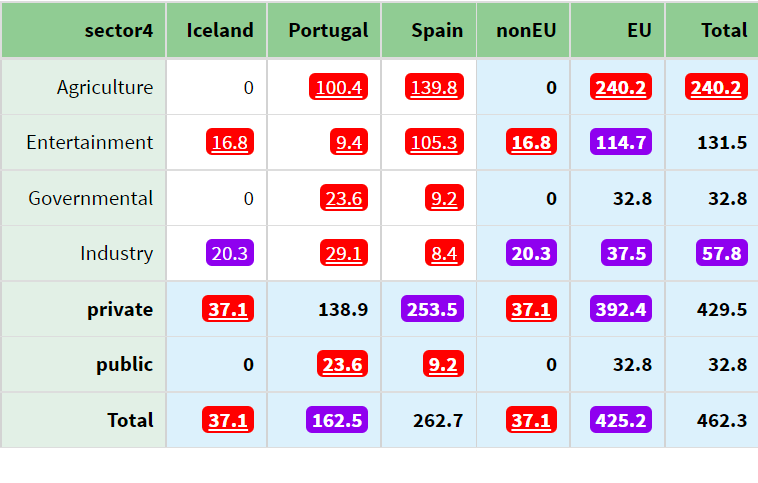 sector4 Iceland Portugal Spain nonEU EU Total
Agriculture 0 100.4 139.8 0 240.2 240.2
Entertainment 16.8 9.4 105.3 16.8 114.7 131.5
Governmental 0 23.6 9.2 0 32.8 32.8
Industry 20.3 29.1 8.4 20.3 37.5 57.8
private 37.1 138.9 253.5 37.1 392.4 429.5
public 0 23.6 9.2 0 32.8 32.8
Total 37.1 162.5 262.7 37.1 425.2 462.3